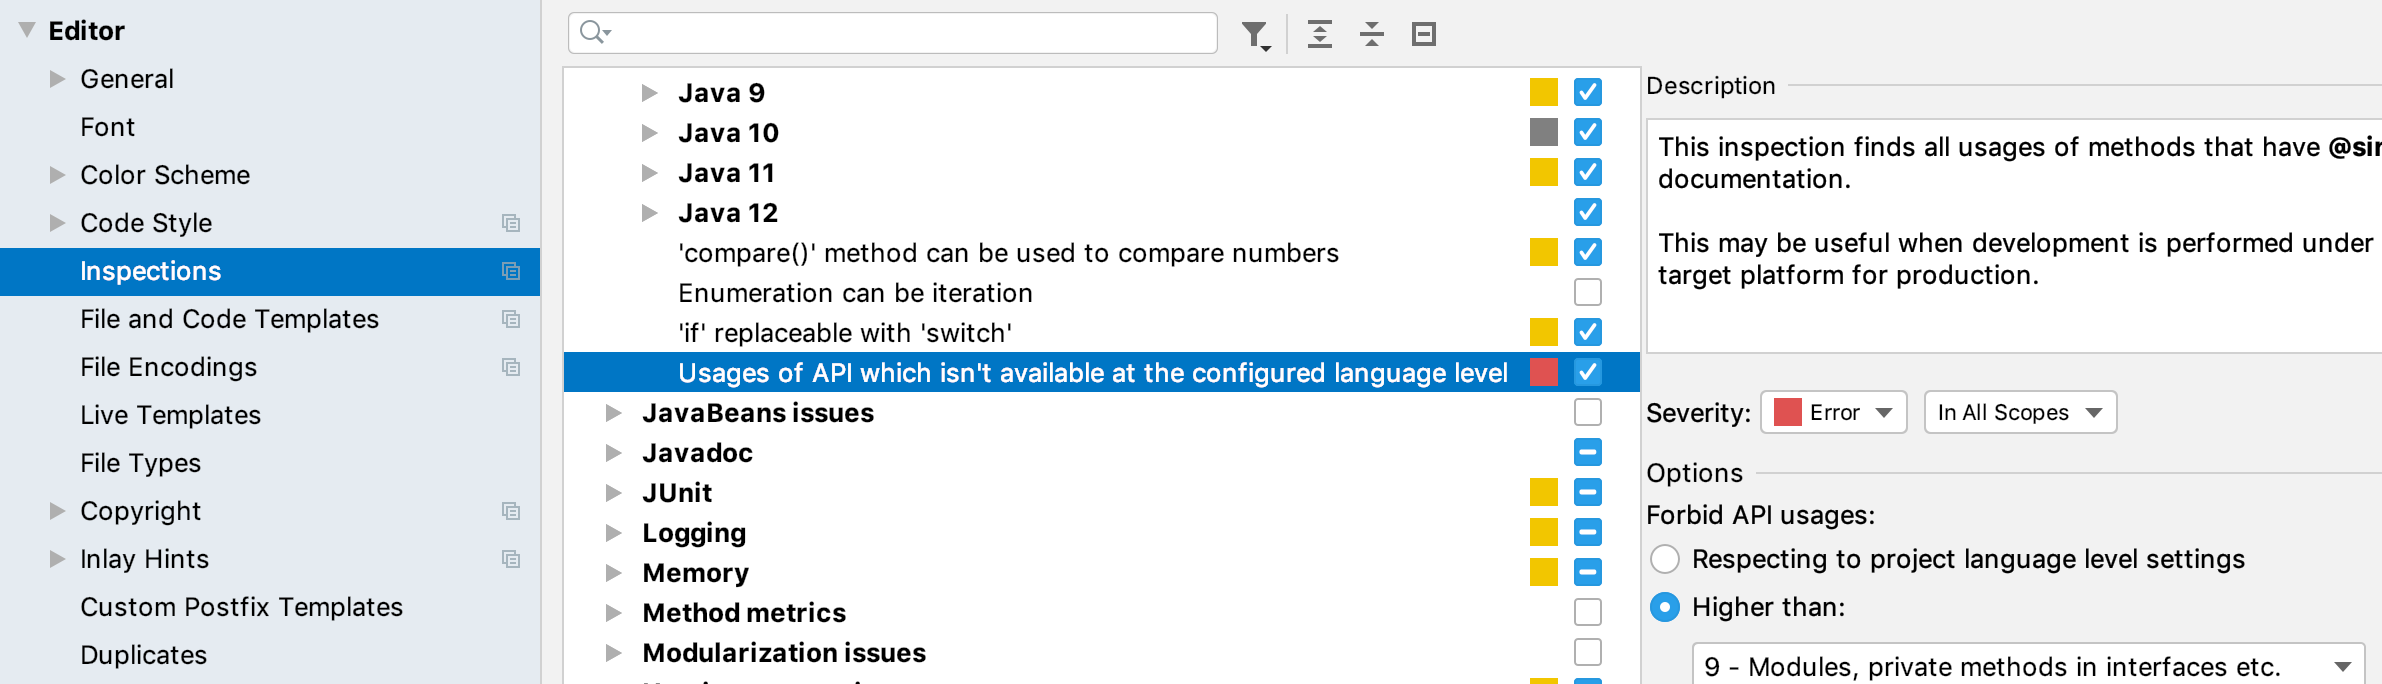 Editor
General
Font
Color Scheme
Code Style
Inspections
File and Code Templates
File Encodings
Live Templates
File Types
Copyright
Inlay Hints
Custom Postfix Templates
Duplicates
Java 9
Java 10
Java 11
Java 12
'compare()' method can be used to compare numbers
Enumeration can be iteration
'if' replaceable with 'switch'
Usages of API which isn't available at the configured language level
JavaBeans issues
Javadoc
JUnit
Logging
Memory
Method metrics
Modularization issues
Description
This inspection finds all usages of methods that have
documentation.
This may be useful when development is performed under
target platform for production.
Severity: Error In All Scopes
Options
Forbid API usages:
Respecting to project language level settings
Higher than:
9 - Modules, private methods in interfaces etc.